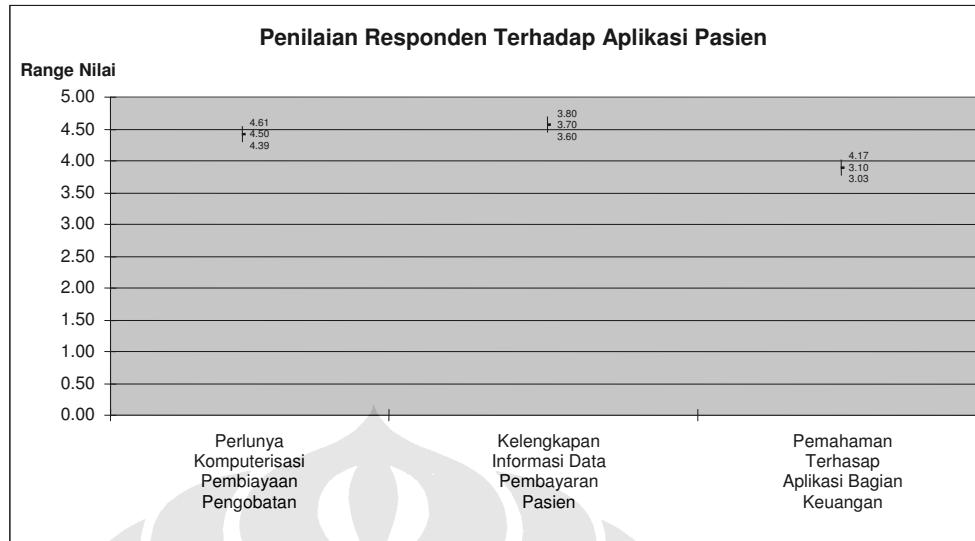 Penilaian Responden Terhadap Aplikasi Pasien
Range Nilai
5.00
4.50
4.00
3.50
3.00
2.50
2.00
1.50
1.00
0.50
0.00
4.61
4.50
4.39
3.80
3.70
3.60
4.17
3.10
3.03
Perlunya
Komputerisasi
Pembiayaan
Pengobatan
Kelengkapan
Informasi Data
Pembayaran
Pasien
Pemahaman
Terhasap
Aplikasi Bagian
Keuangan